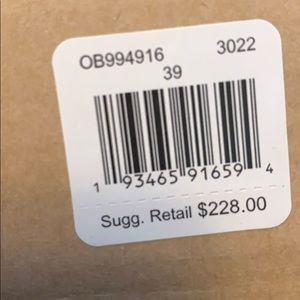 OB994916 3022
39
1 93465 91659 4
Sugg. Retail $228.00